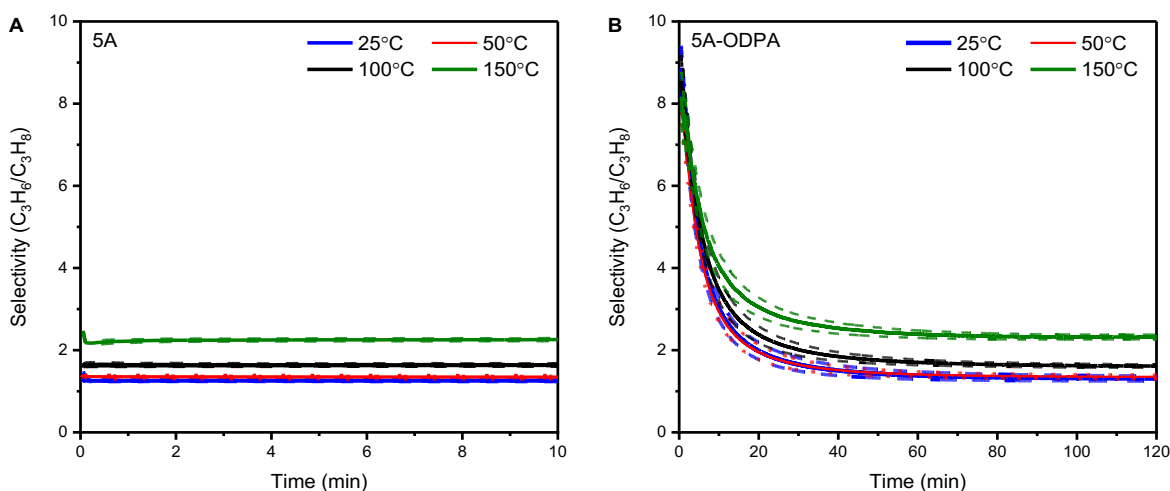 A
5A
25°C
50°C
100°C
150°C
Selectivity (C₃H₆/C₃H₈)
10
8
6
4
2
0
0 2 4 6 8 10
Time (min)
B
5A-ODPA
25°C
50°C
100°C
150°C
Selectivity (C₃H₆/C₃H₈)
10
8
6
4
2
0
0 20 40 60 80 100 120
Time (min)